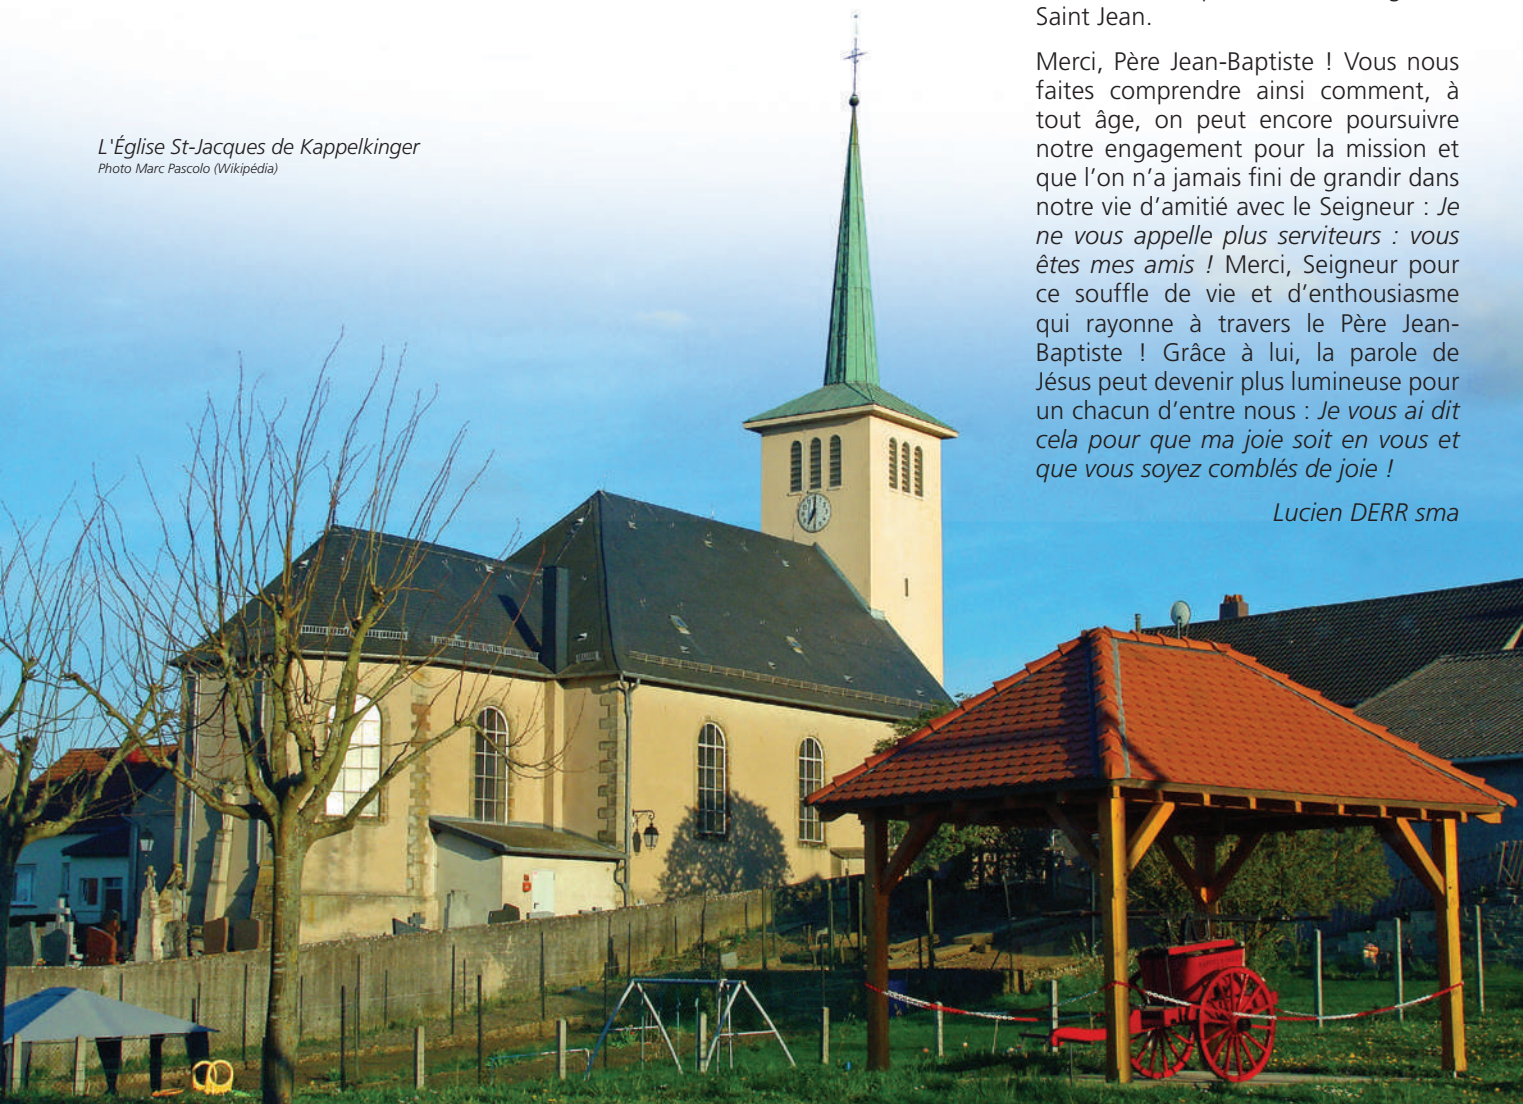 L'Église St-Jacques de Kappelkinger
Photo Marc Pascolo (Wikipédia)
Saint Jean.
Merci, Père Jean-Baptiste ! Vous nous
faites comprendre ainsi comment, à
tout âge, on peut encore poursuivre
notre engagement pour la mission et
que l’on n’a jamais fini de grandir dans
notre vie d’amitié avec le Seigneur : Je
ne vous appelle plus serviteurs : vous
êtes mes amis ! Merci, Seigneur pour
ce souffle de vie et d’enthousiasme
qui rayonne à travers le Père Jean-
Baptiste ! Grâce à lui, la parole de
Jésus peut devenir plus lumineuse pour
un chacun d’entre nous : Je vous ai dit
cela pour que ma joie soit en vous et
que vous soyez comblés de joie !
Lucien DERR sma